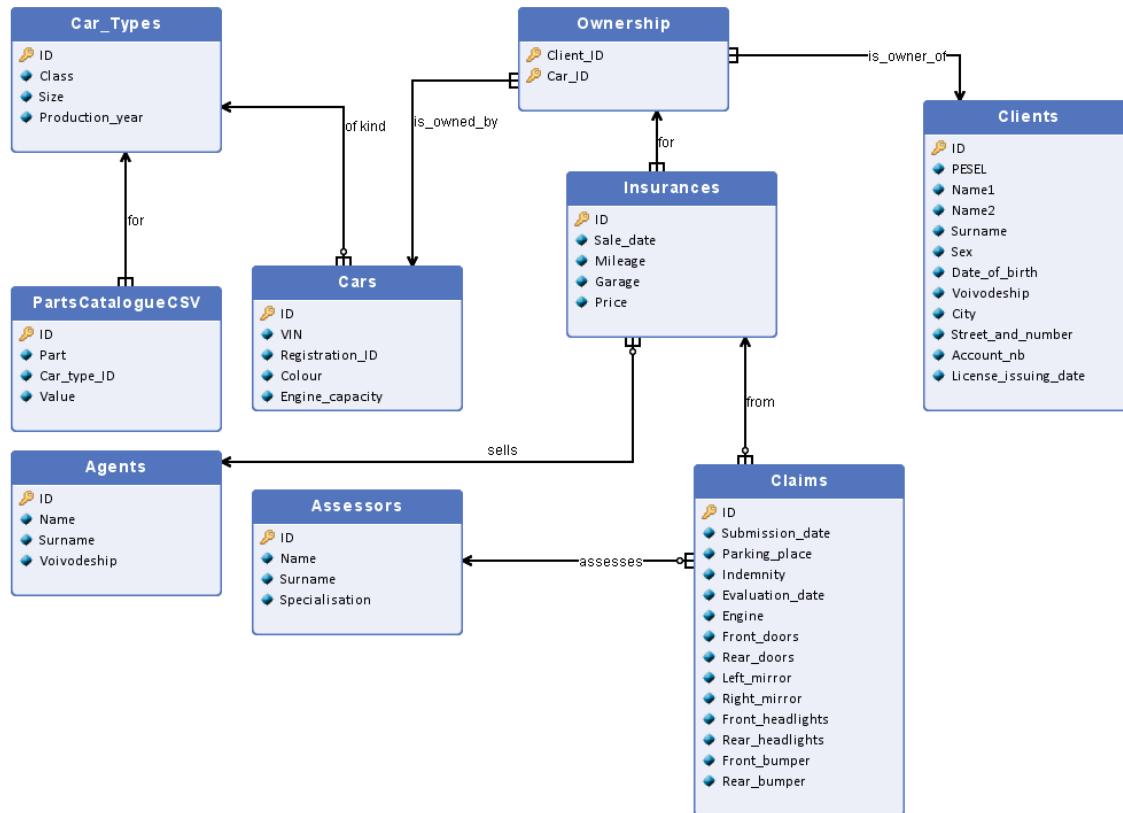 Car_Types
ID
Class
Size
Production_year
Ownership
Client_ID
Car_ID
is_owner_of
is_owned_by
of kind
for
Clients
ID
PESEL
Name1
Name2
Surname
Sex
Date_of_birth
Voivodeship
City
Street_and_number
Account_nb
License_issuing_date
Insurances
ID
Sale_date
Mileage
Garage
Price
for
PartsCatalogueCSV
ID
Part
Car_type_ID
Value
Cars
ID
VIN
Registration_ID
Colour
Engine_capacity
from
sells
Agents
ID
Name
Surname
Voivodeship
Assessors
ID
Name
Surname
Specialisation
assesses
Claims
ID
Submission_date
Parking_place
Indemnity
Evaluation_date
Engine
Front_doors
Rear_doors
Left_mirror
Right_mirror
Front_headlights
Rear_headlights
Front_bumper
Rear_bumper